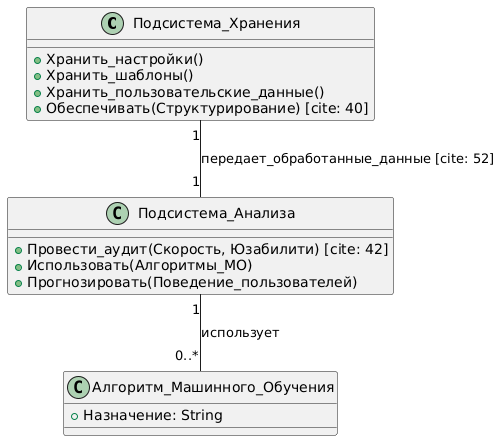 C Подсистема_Хранения
Хранить_настройки()
Хранить_шаблоны()
Хранить_пользовательские_данные()
Обеспечивать(Структурирование) [cite: 40]
1
передает_обработанные_данные [cite: 52]
1
C Подсистема_Анализа
Провести_аудит(Скорость, Юзабилити) [cite: 42]
Использовать(Алгоритмы_МО)
Прогнозировать(Поведение_пользователей)
1
использует
0..*
C Алгоритм_Машинного_Обучения
Назначение: String